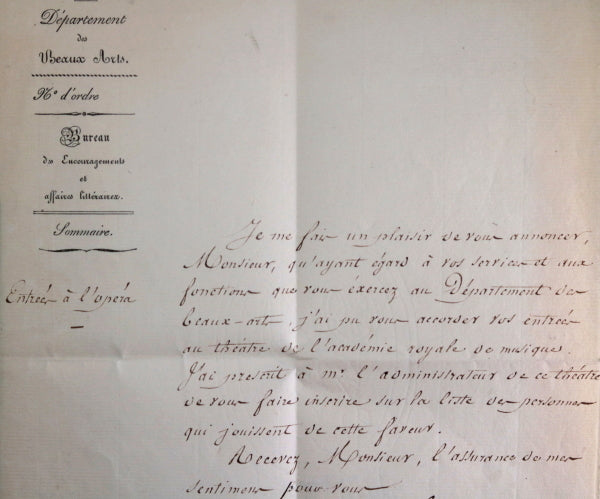 Département
des
Beaux Arts.
N.º d'ordre
Bureau
des Encouragements
et
affaires littéraires.
Sommaire.
Entrées à l'opéra
Je me fais un plaisir de vous annoncer,
Monsieur, qu'ayant égard à vos services et aux
fonctions que vous exercez au Département des
beaux-arts, j'ai pu vous accorder vos entrées
au théâtre de l'académie royale de musique.
J'ai prescrit à mr. l'administrateur de ce théâtre
de vous faire inscrire sur la liste des personnes
qui jouissent de cette faveur.
Recevez, Monsieur, l'assurance de mes
sentimens pour vous